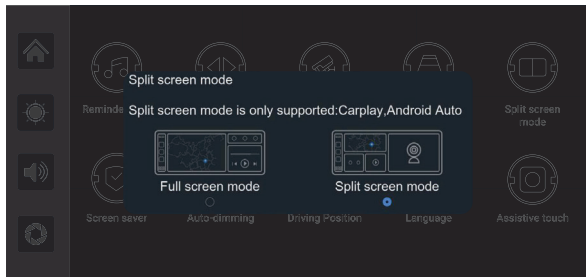 Split screen mode
Split screen mode is only supported:Carplay,Android Auto
Full screen mode
Split screen mode
Reminde
Split screen
mode
Screen saver
Auto-dimming
Driving Position
Lenguage
Assistive touch